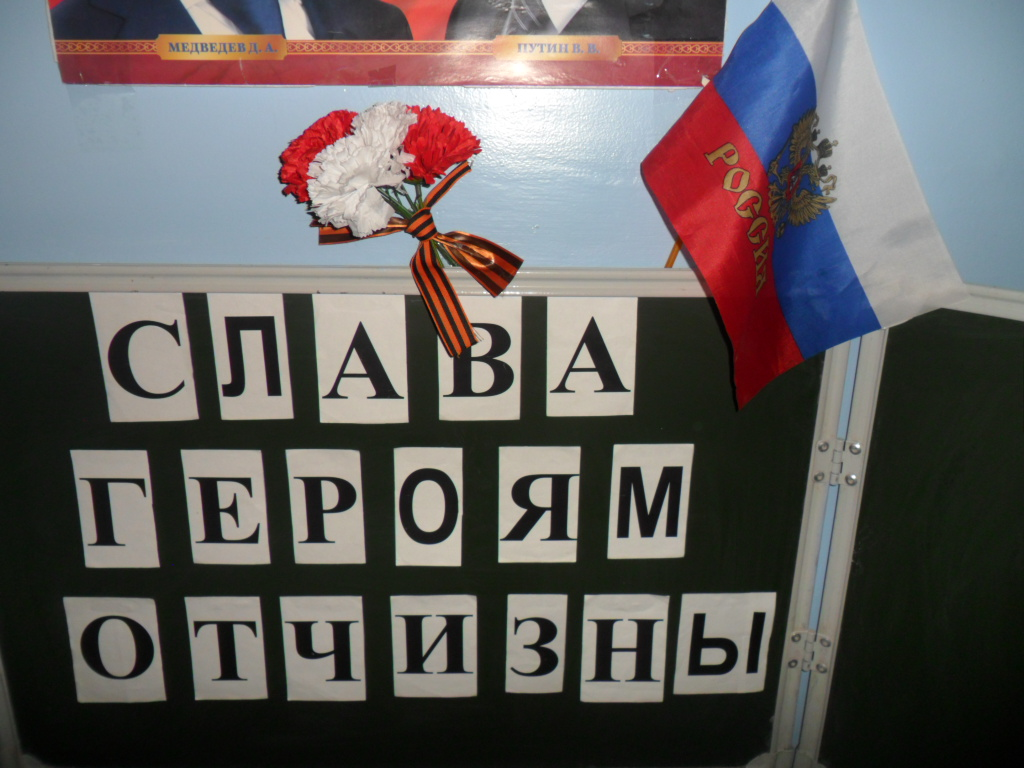 МЕДВЕДЕВ Д. А.
ПУТИН В. В.
РОССИЯ
СЛАВА
ГЕРОЯМ
ОТЧИЗНЫ